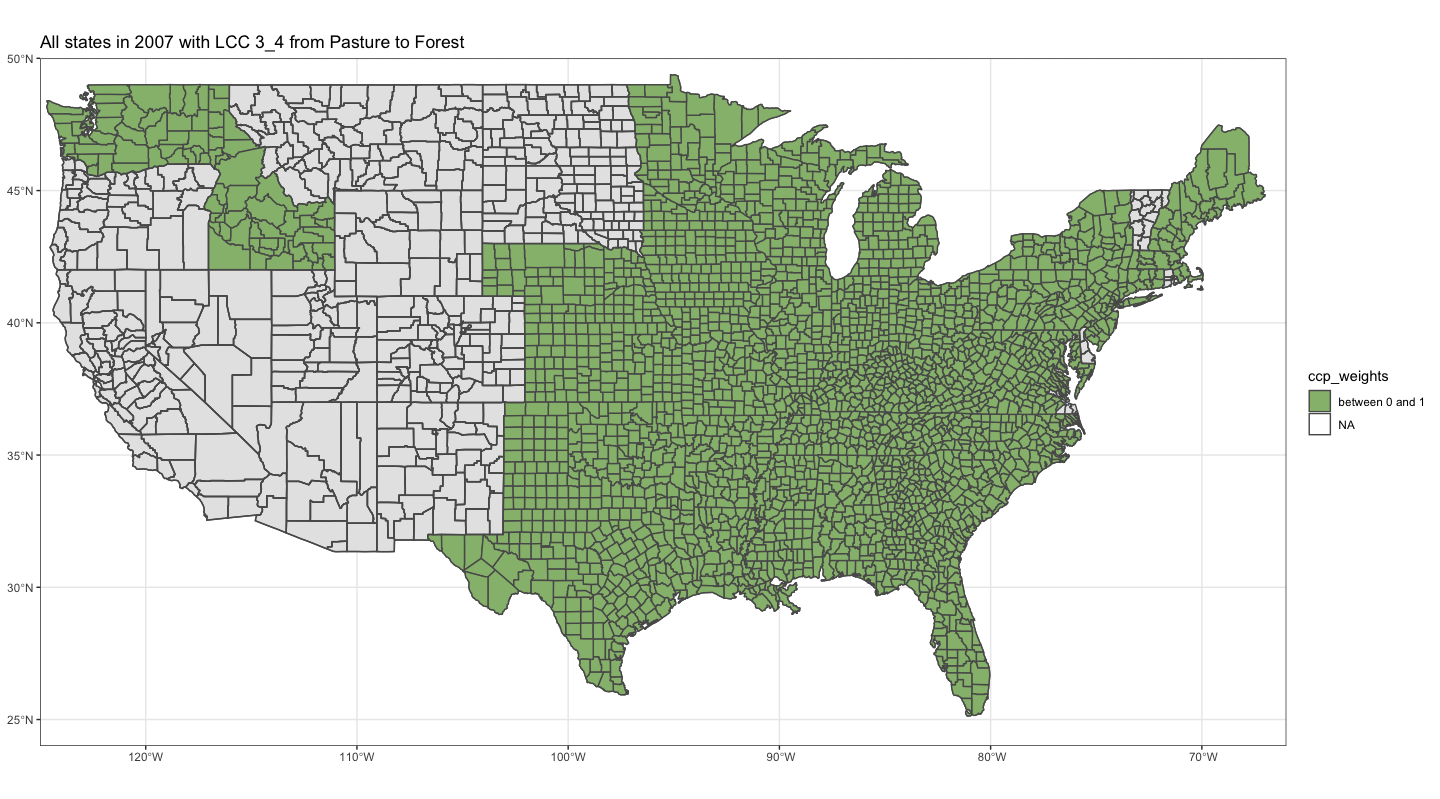 All states in 2007 with LCC 3_4 from Pasture to Forest
50°N
45°N
40°N
35°N
30°N
25°N
120°W
110°W
100°W
90°W
80°W
70°W
ccp_weights
between 0 and 1
NA